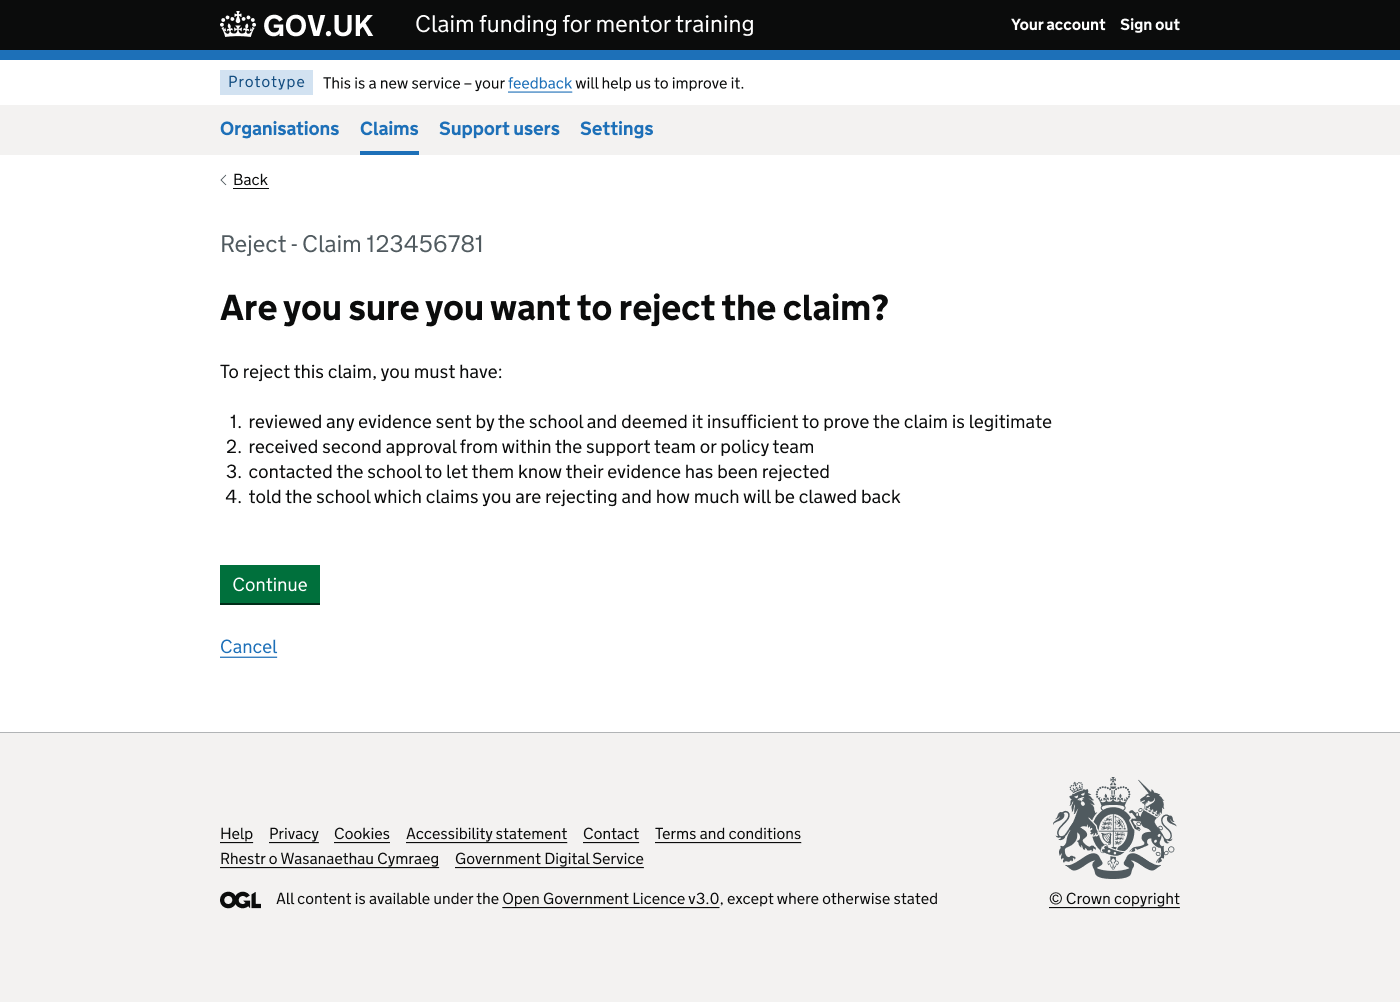 GOV.UK Claim funding for mentor training Your account Sign out
Prototype This is a new service – your feedback will help us to improve it.
Organisations Claims Support users Settings
Back
Reject - Claim 123456781
Are you sure you want to reject the claim?
To reject this claim, you must have:
1. reviewed any evidence sent by the school and deemed it insufficient to prove the claim is legitimate
2. received second approval from within the support team or policy team
3. contacted the school to let them know their evidence has been rejected
4. told the school which claims you are rejecting and how much will be clawed back
Continue
Cancel
Help Privacy Cookies Accessibility statement Contact Terms and conditions
Rhestr o Wasanaethau Cymraeg Government Digital Service
OGL All content is available under the Open Government Licence v3.0, except where otherwise stated
© Crown copyright